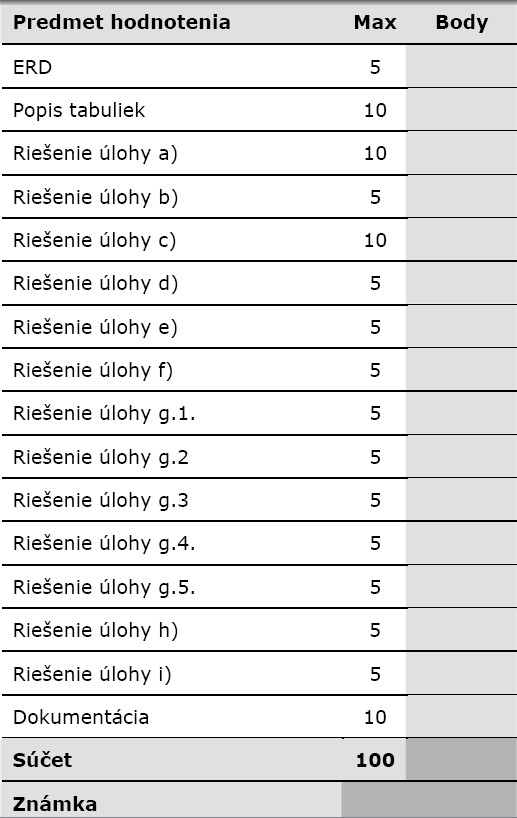 Predmet hodnotenia Max Body
ERD 5
Popis tabuliek 10
Riešenie úlohy a) 10
Riešenie úlohy b) 5
Riešenie úlohy c) 10
Riešenie úlohy d) 5
Riešenie úlohy e) 5
Riešenie úlohy f) 5
Riešenie úlohy g.1. 5
Riešenie úlohy g.2 5
Riešenie úlohy g.3 5
Riešenie úlohy g.4. 5
Riešenie úlohy g.5. 5
Riešenie úlohy h) 5
Riešenie úlohy i) 5
Dokumentácia 10
Súčet 100
Známka